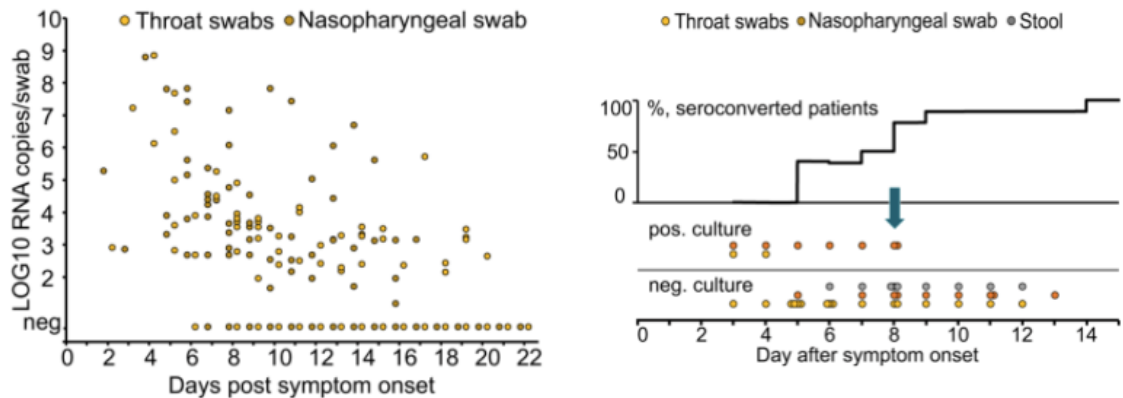 Throat swabs Nasopharyngeal swab
LOG10 RNA copies/swab
10
9
8
7
6
5
4
3
2
neg.
0 2 4 6 8 10 12 14 16 18 20 22
Days post symptom onset
Throat swabs Nasopharyngeal swab Stool
%, seroconverted patients
100
50
0
pos. culture
neg. culture
0 2 4 6 8 10 12 14
Day after symptom onset